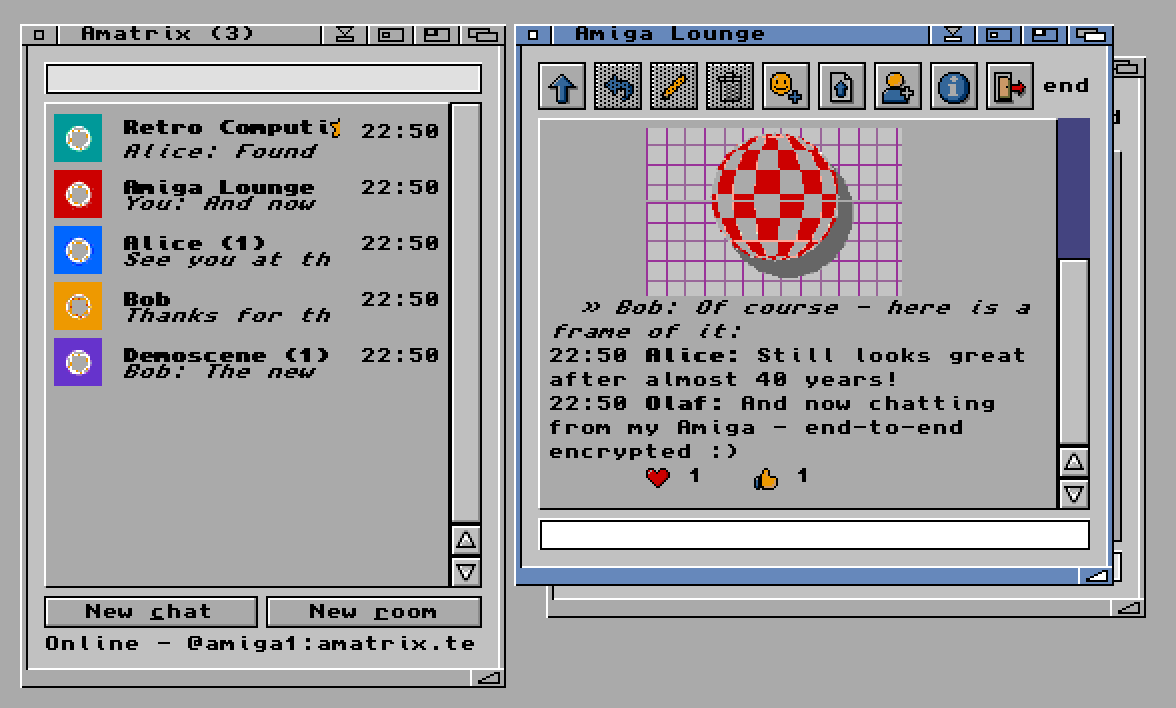 Amatrix (3)
Retro Computi 22:50
Alice: Found
Amiga Lounge 22:50
You: And now
Alice (1) 22:50
See you at th
Bob 22:50
Thanks for th
Demoscene (1) 22:50
Bob: The new
New chat New room
Online - @amiga1:amatrix.te
Amiga Lounge
end
» Bob: Of course - here is a
frame of it:
22:50 Alice: Still looks great
after almost 40 years!
22:50 Olaf: And now chatting
from my Amiga - end-to-end
encrypted :)
1 1